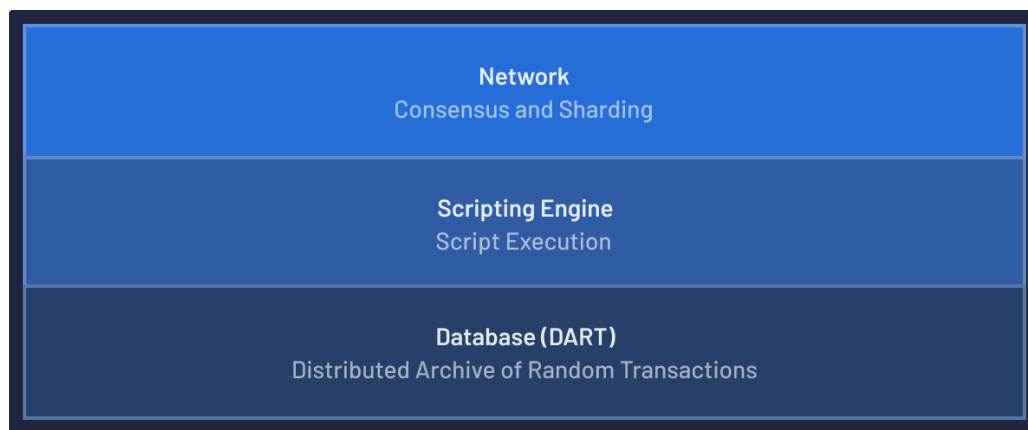 Network
Consensus and Sharding
Scripting Engine
Script Execution
Database (DART)
Distributed Archive of Random Transactions